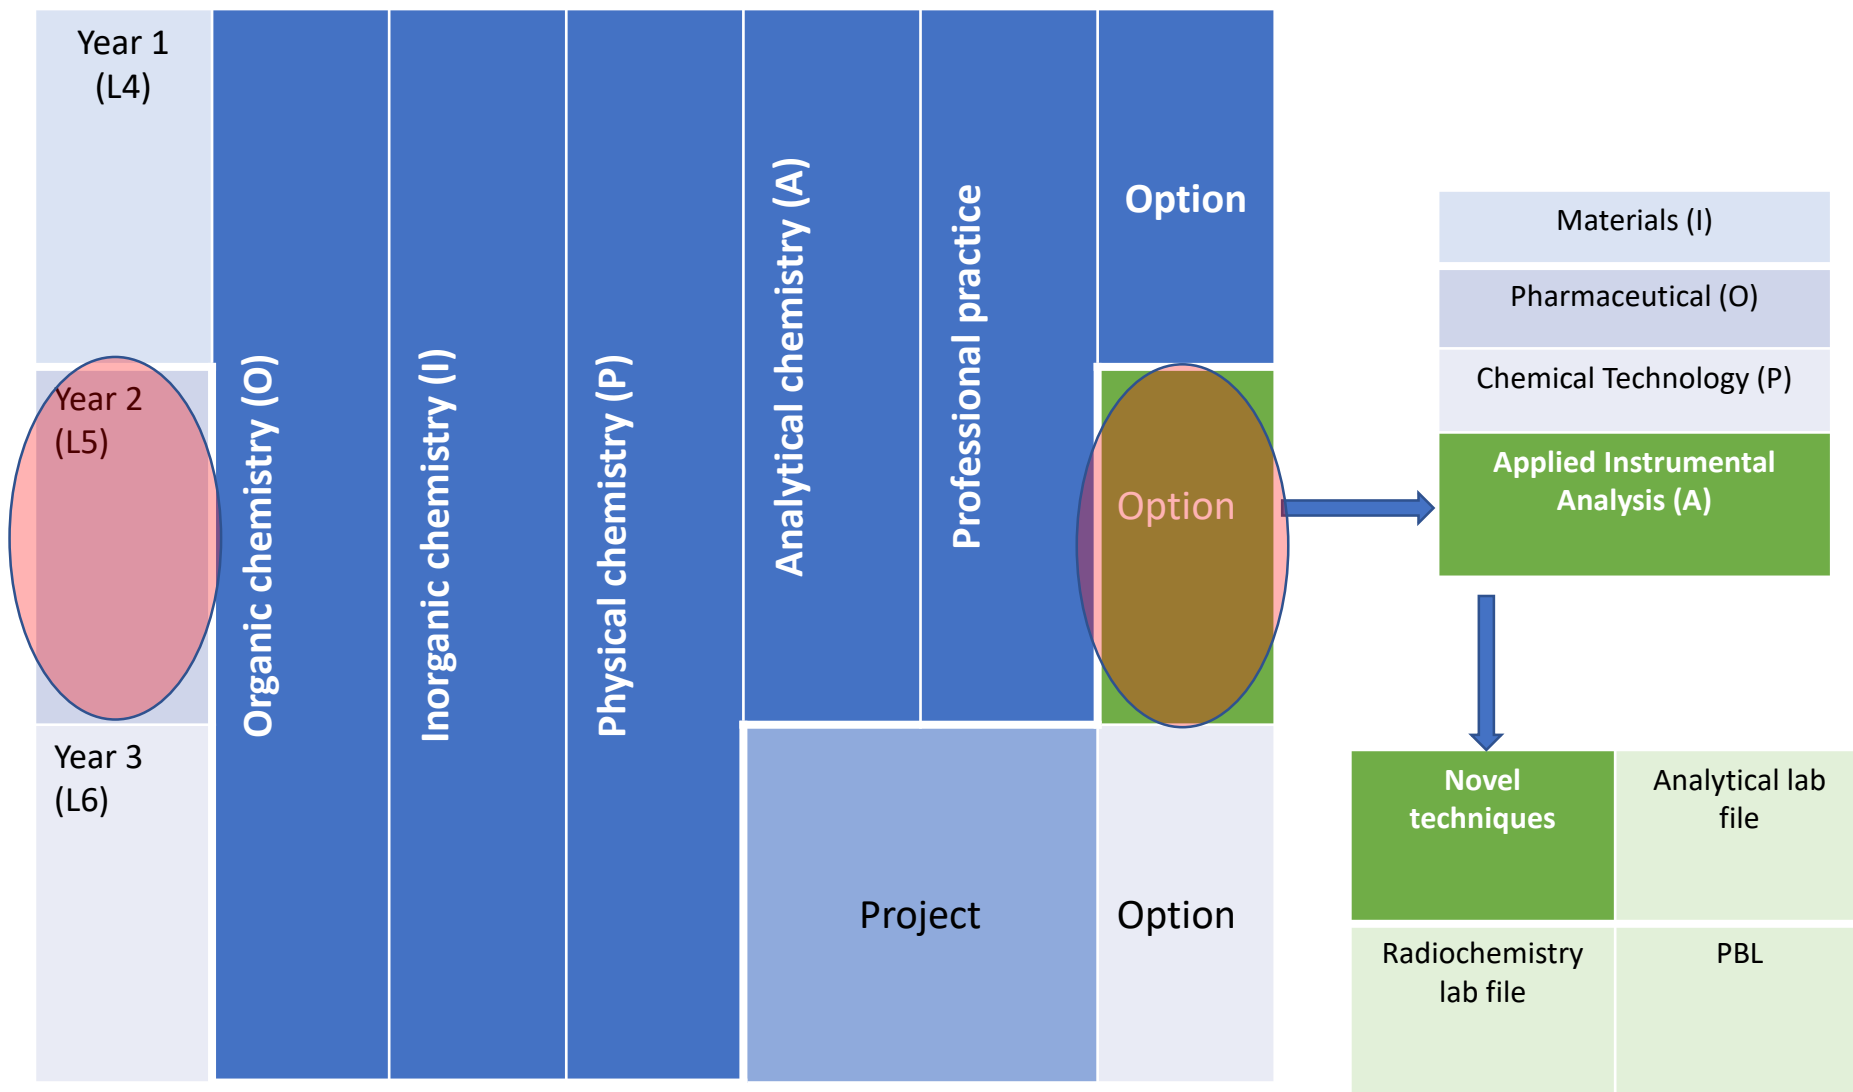 Year 1
(L4)
Year 2
(L5)
Year 3
(L6)
Organic chemistry (O)
Inorganic chemistry (I)
Physical chemistry (P)
Analytical chemistry (A)
Professional practice
Option
Option
Project
Option
Materials (I)
Pharmaceutical (O)
Chemical Technology (P)
Applied Instrumental
Analysis (A)
Novel
techniques
Analytical lab
file
Radiochemistry
lab file
PBL